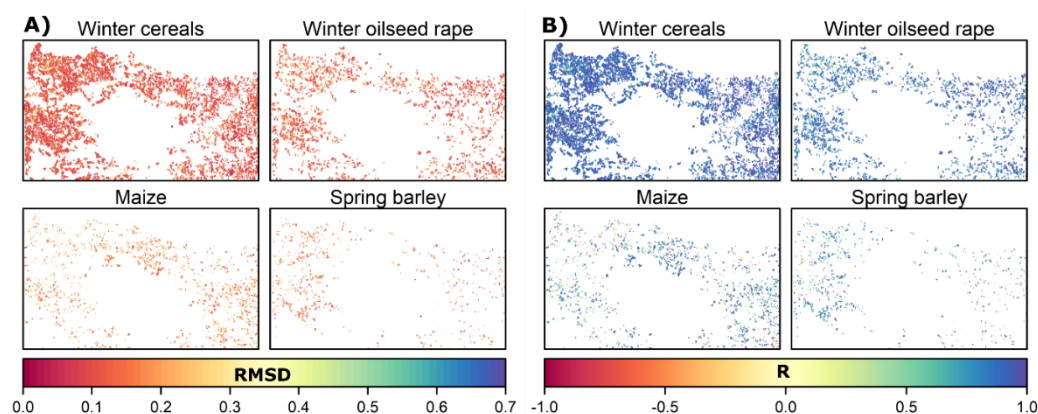 A)
Winter cereals
Winter oilseed rape
Maize
Spring barley
RMSD
0.0 0.1 0.2 0.3 0.4 0.5 0.6 0.7
B)
Winter cereals
Winter oilseed rape
Maize
Spring barley
R
-1.0 -0.5 0.0 0.5 1.0